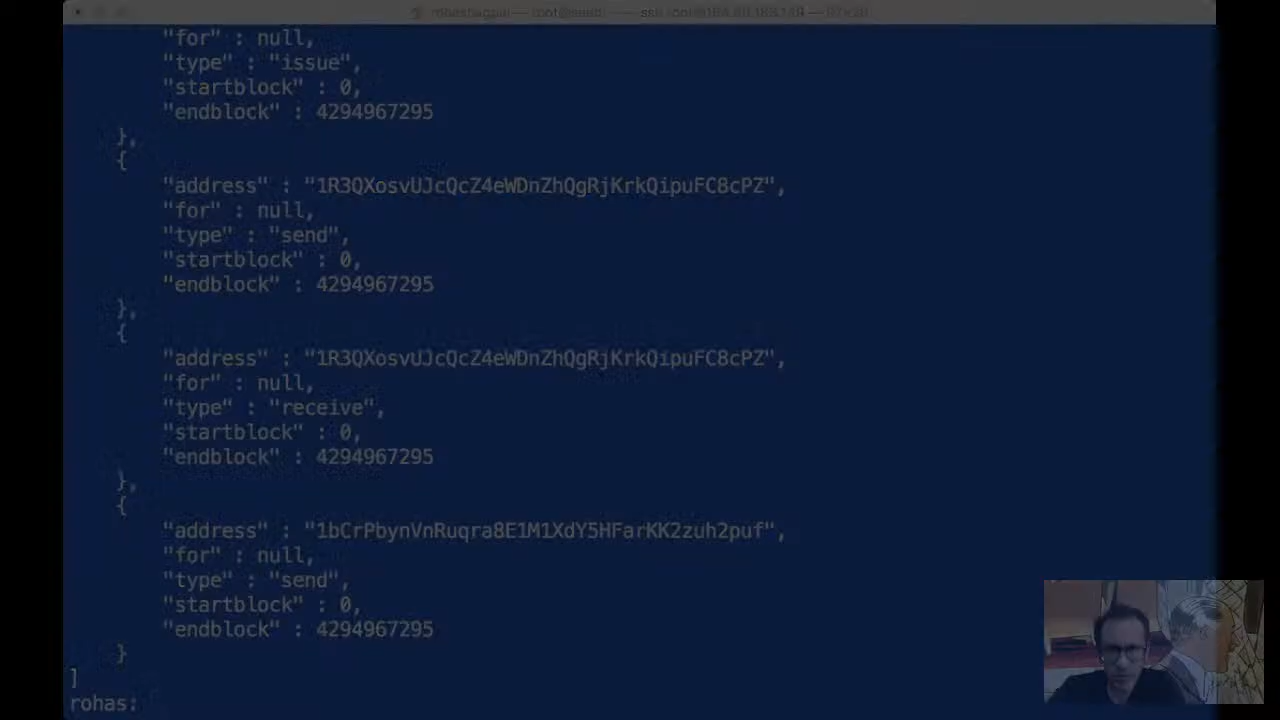 "for" : null,
"type" : "issue",
"startblock" : 0,
"endblock" : 4294967295
},
{
"address" : "1R3QXosvUJcQcZ4eWDnZhQgRjKrkQipuFC8cPZ",
"for" : null,
"type" : "send",
"startblock" : 0,
"endblock" : 4294967295
},
{
"address" : "1R3QXosvUJcQcZ4eWDnZhQgRjKrkQipuFC8cPZ",
"for" : null,
"type" : "receive",
"startblock" : 0,
"endblock" : 4294967295
},
{
"address" : "1bCrPbynVnRuqra8E1M1XdY5HFarKK2zuh2puf",
"for" : null,
"type" : "send",
"startblock" : 0,
"endblock" : 4294967295
}
]
rohas: